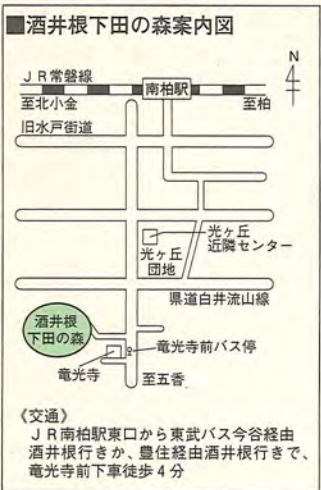 ■酒井根下田の森案内図
N
JR常磐線
南柏駅
至北小金
至柏
旧水戸街道
光ヶ丘
近隣センター
光ヶ丘
団地
県道白井流山線
酒井根
下田の森
竜光寺前バス停
竜光寺
至五香
《交通》
JR南柏駅東口から東武バス今谷経由
酒井根行きか、豊住経由酒井根行きで、
竜光寺前下車徒歩4分